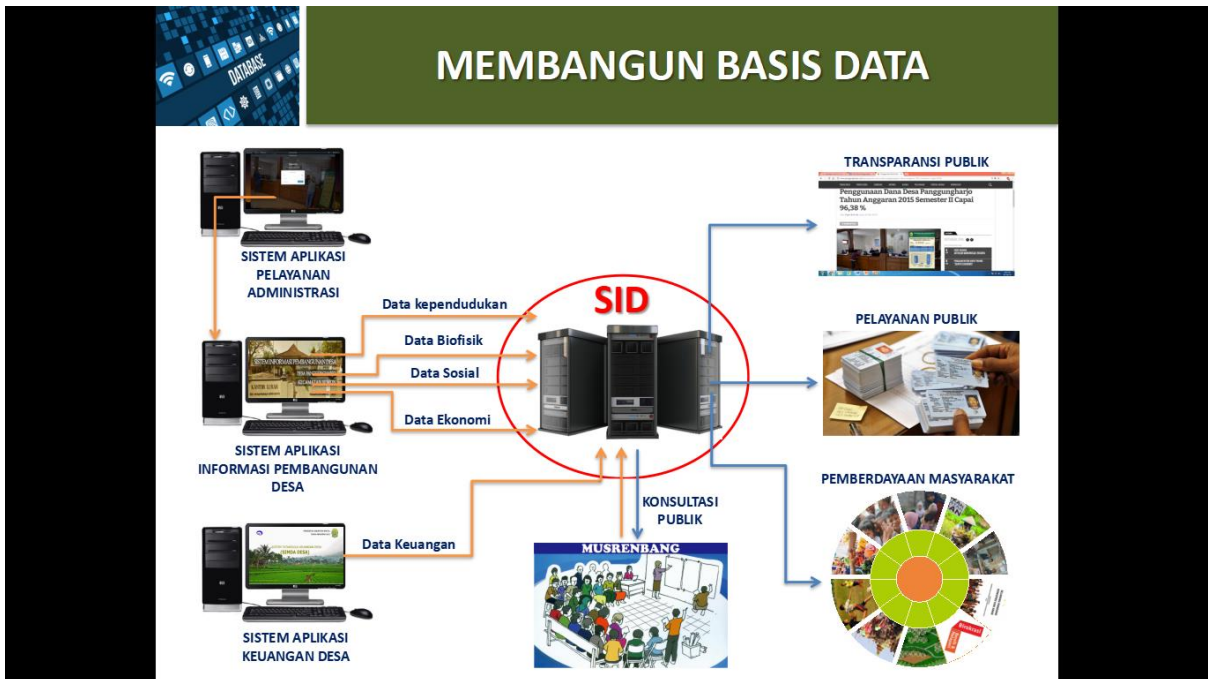 DATABASE
MEMBANGUN BASIS DATA
SISTEM APLIKASI
PELAYANAN
ADMINISTRASI
SISTEM APLIKASI
INFORMASI PEMBANGUNAN
DESA
SISTEM APLIKASI
KEUANGAN DESA
Data kependudukan
Data Biofisik
Data Sosial
Data Ekonomi
Data Keuangan
SID
KONSULTASI
PUBLIK
MUSRENBANG
TRANSPARANSI PUBLIK
Penggunaan Dana Desa Panggungharjo
Tahun Anggaran 2015 Semester II Capai
96,38 %
PELAYANAN PUBLIK
PEMBERDAYAAN MASYARAKAT